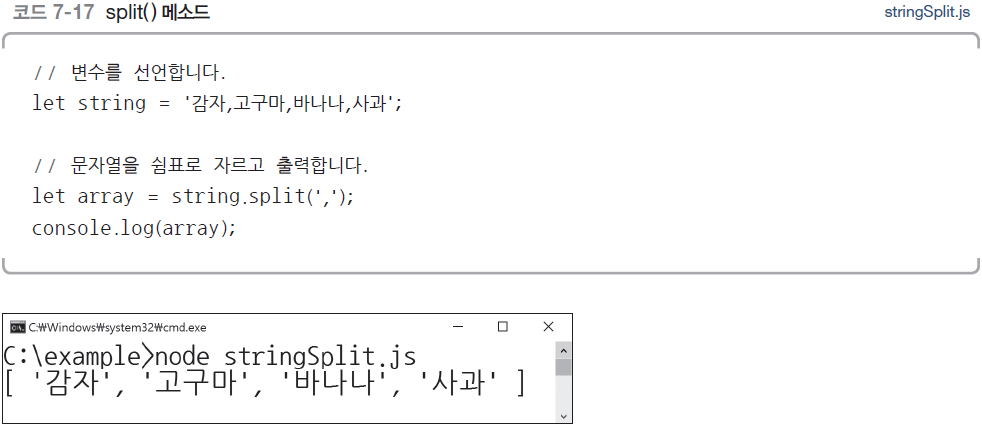 코드 7-17 split() 메소드
stringSplit.js
// 변수를 선언합니다.
let string = '감자,고구마,바나나,사과';
// 문자열을 쉼표로 자르고 출력합니다.
let array = string.split(',');
console.log(array);
C:₩Windows₩system32₩cmd.exe
C:\example>node stringSplit.js
[ '감자', '고구마', '바나나', '사과' ]